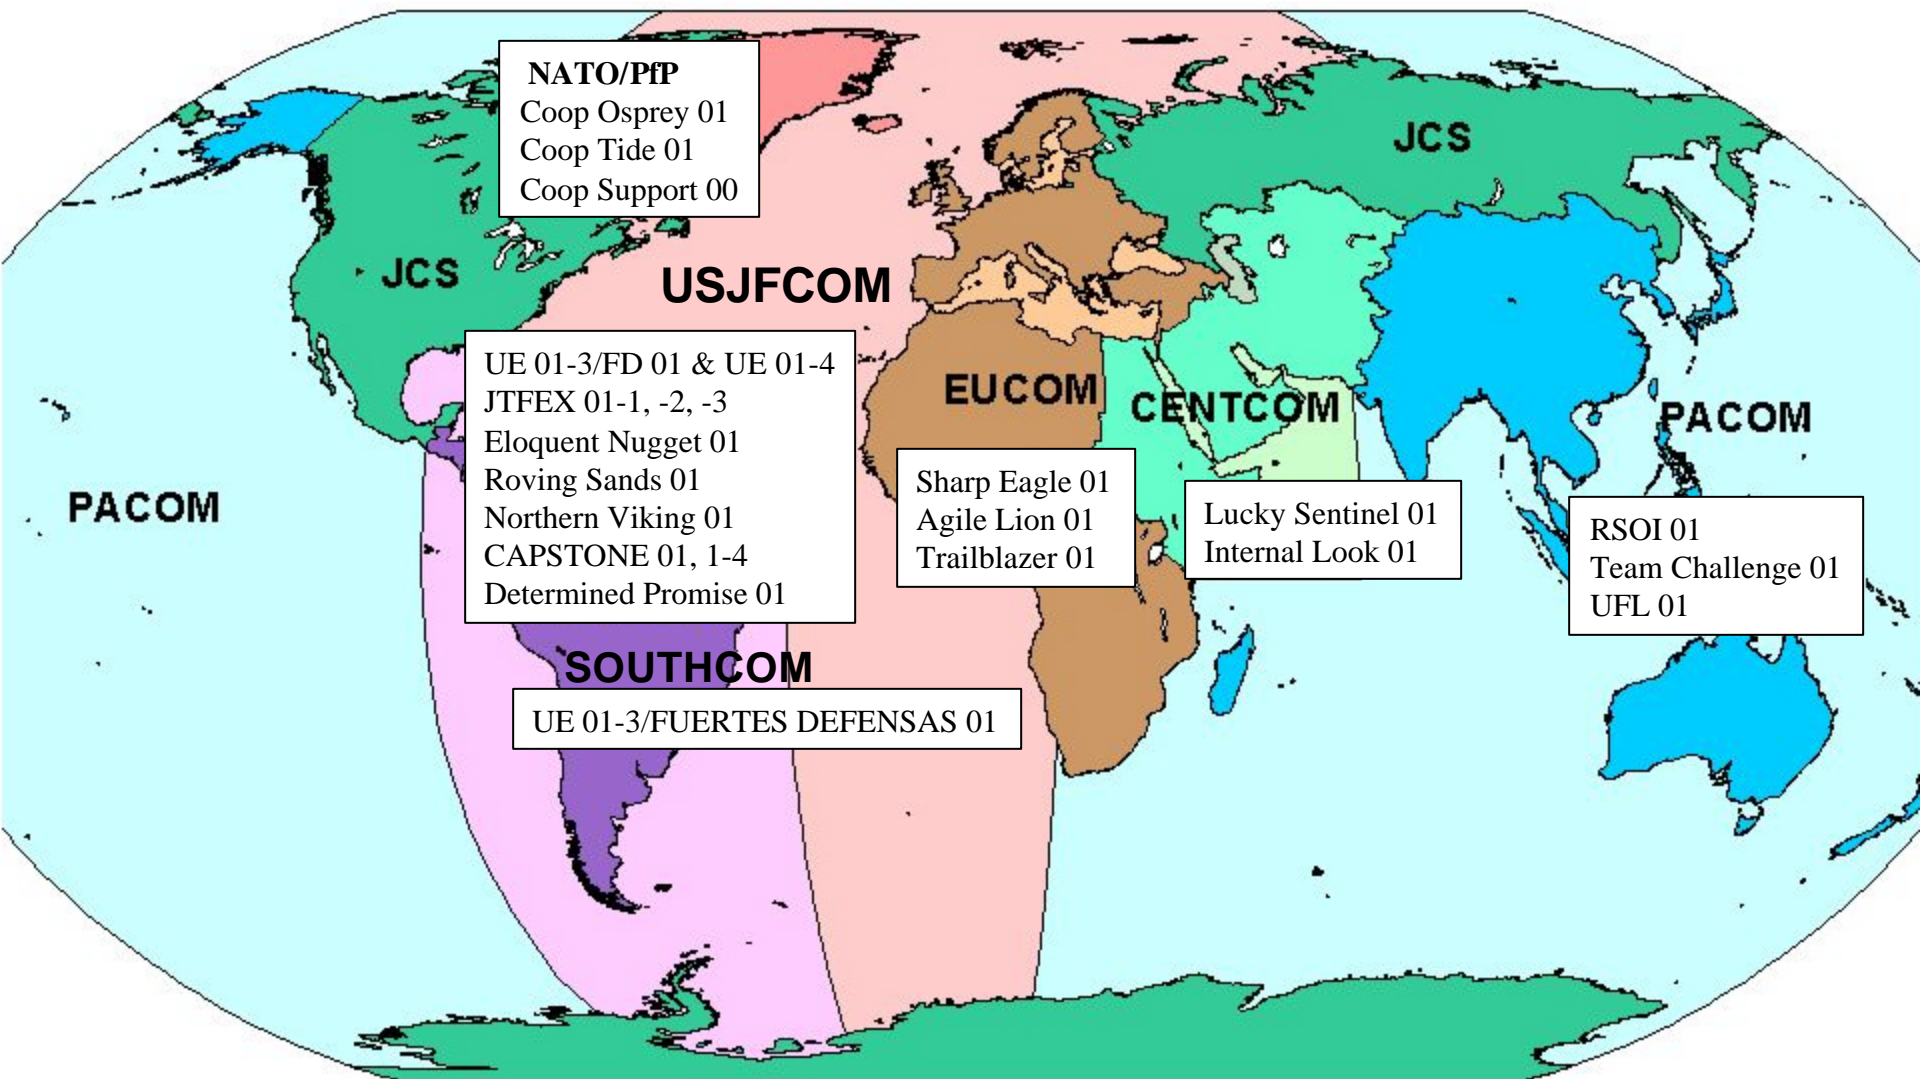 NATO/PfP
Coop Osprey 01
Coop Tide 01
Coop Support 00
JCS
JCS
USJFCOM
UE 01-3/FD 01 & UE 01-4
JTFEX 01-1, -2, -3
Eloquent Nugget 01
Roving Sands 01
Northern Viking 01
CAPSTONE 01, 1-4
Determined Promise 01
EUCOM
CENTCOM
PACOM
PACOM
Sharp Eagle 01
Agile Lion 01
Trailblazer 01
Lucky Sentinel 01
Internal Look 01
RSOI 01
Team Challenge 01
UFL 01
SOUTHCOM
UE 01-3/FUERTES DEFENSAS 01